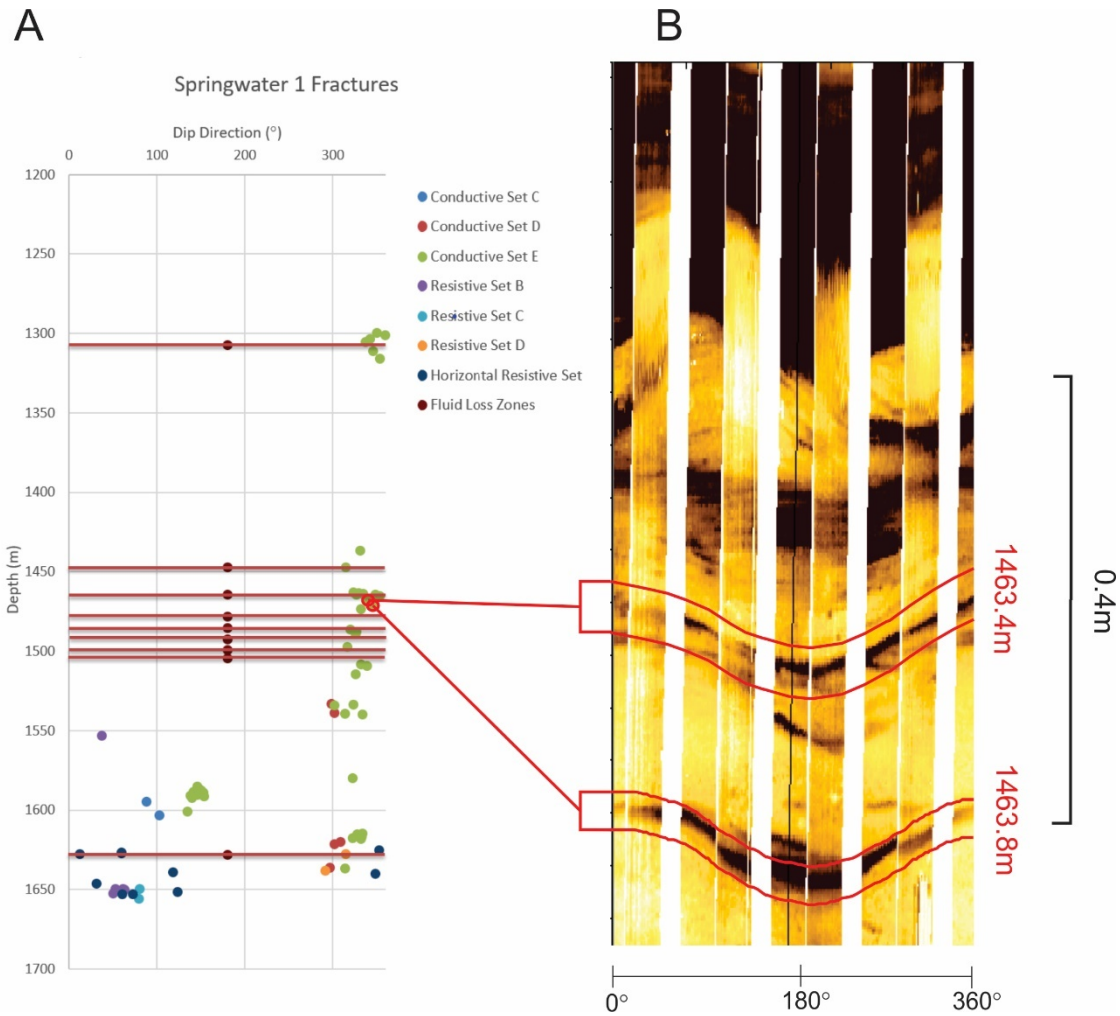 A
B
Springwater 1 Fractures
Dip Direction (°)
0 100 200 300
1200
1250
1300
1350
1400
1450
1500
1550
1600
1650
1700
Depth (m)
Conductive Set C
Conductive Set D
Conductive Set E
Resistive Set B
Resistive Set C
Resistive Set D
Horizontal Resistive Set
Fluid Loss Zones
1463.4m
1463.8m
0.4m
0° 180° 360°